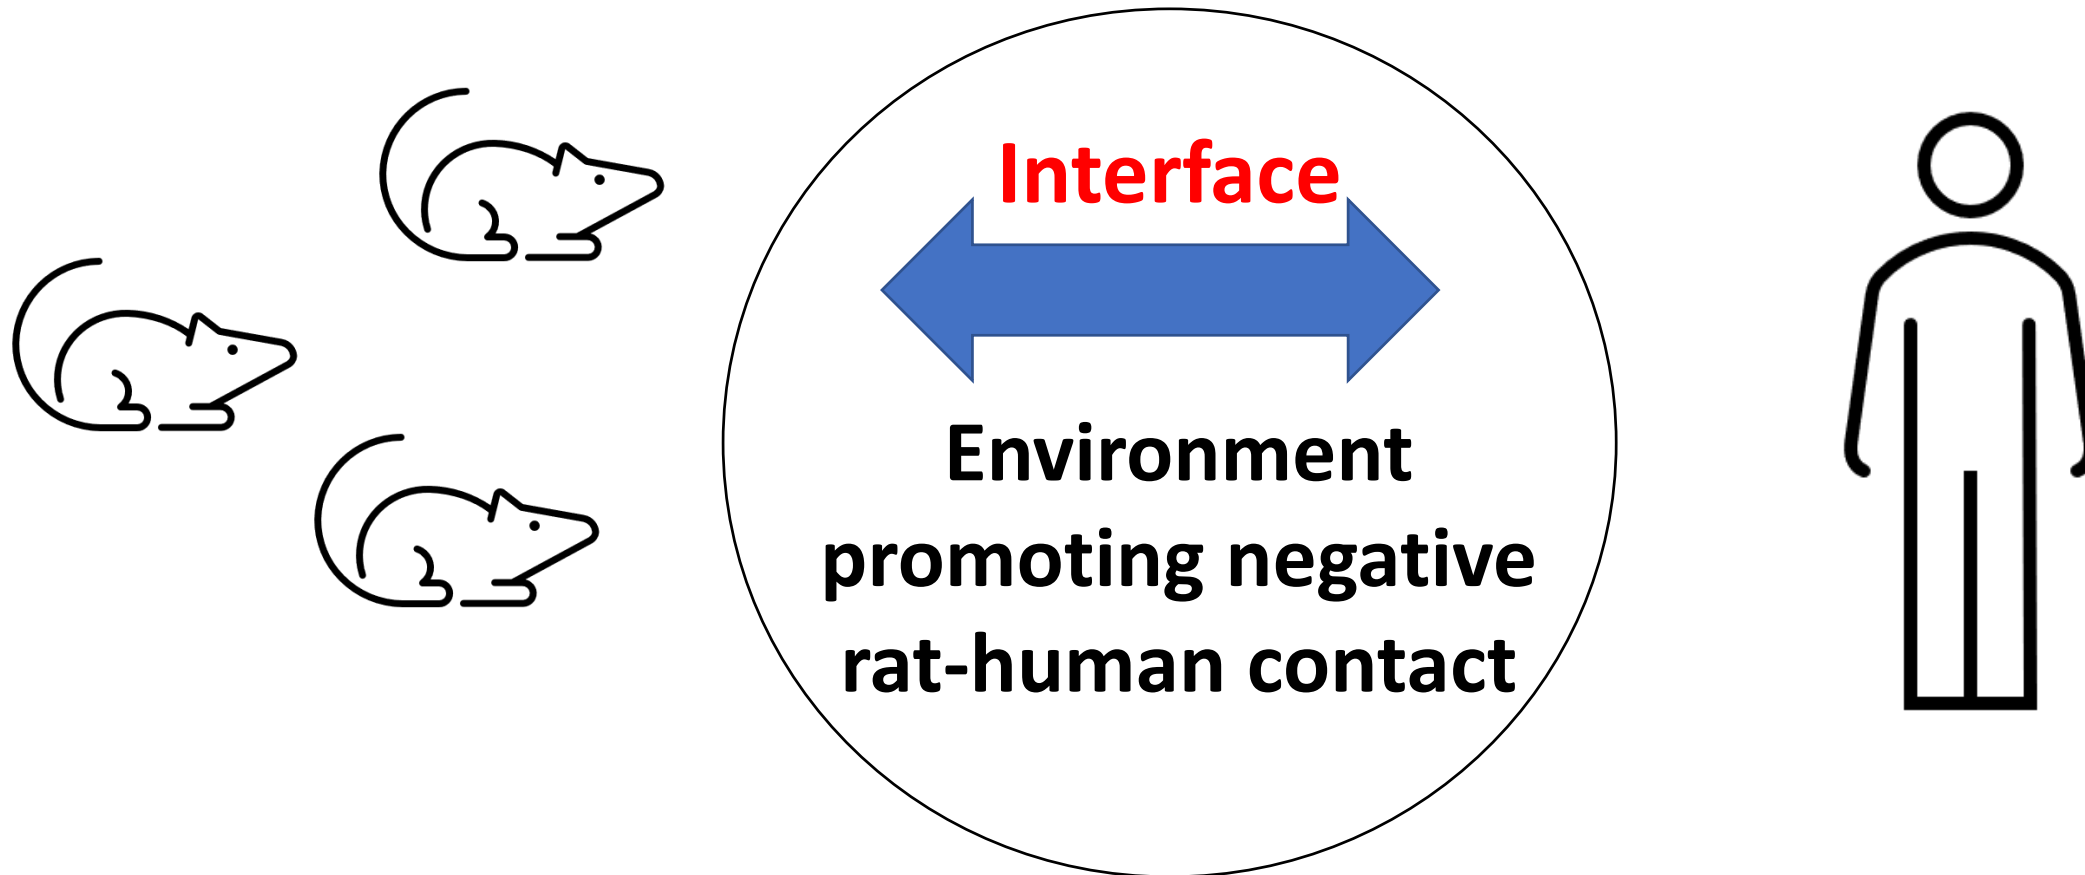 Interface
Environment
promoting negative
rat-human contact